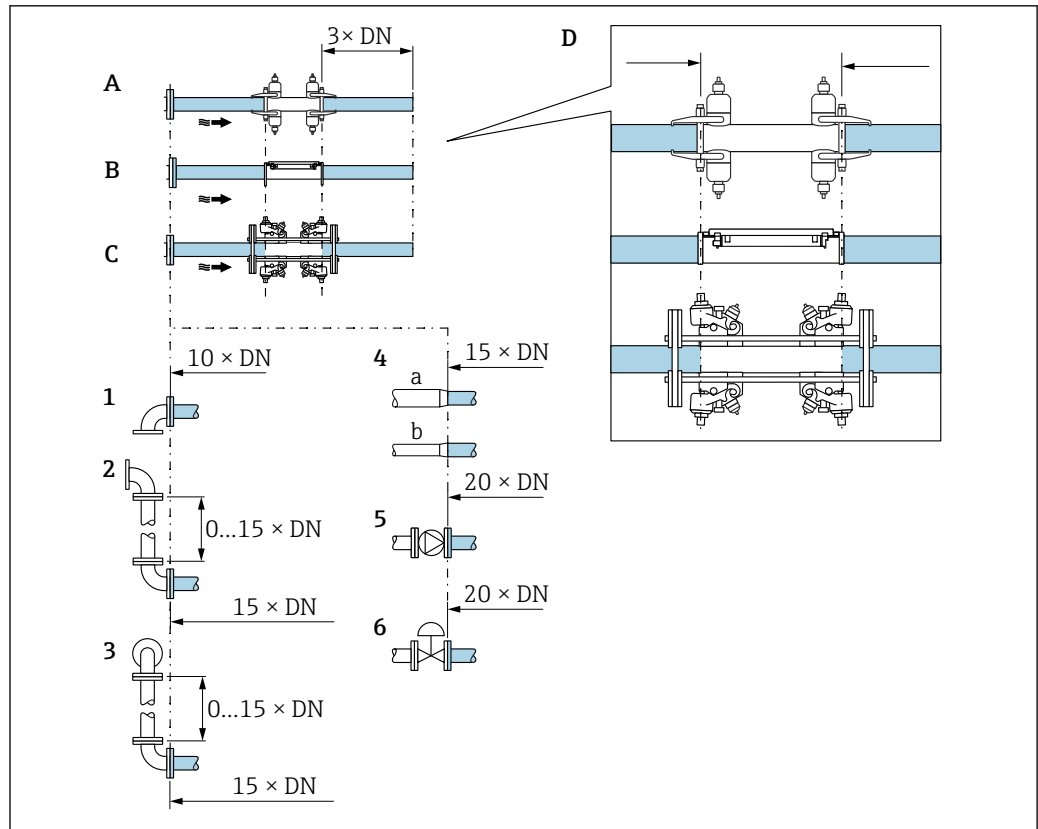 3× DN
D
A
B
C
10 × DN
4
15 × DN
1
a
b
2
20 × DN
0...15 × DN
5
15 × DN
20 × DN
6
3
0...15 × DN
15 × DN